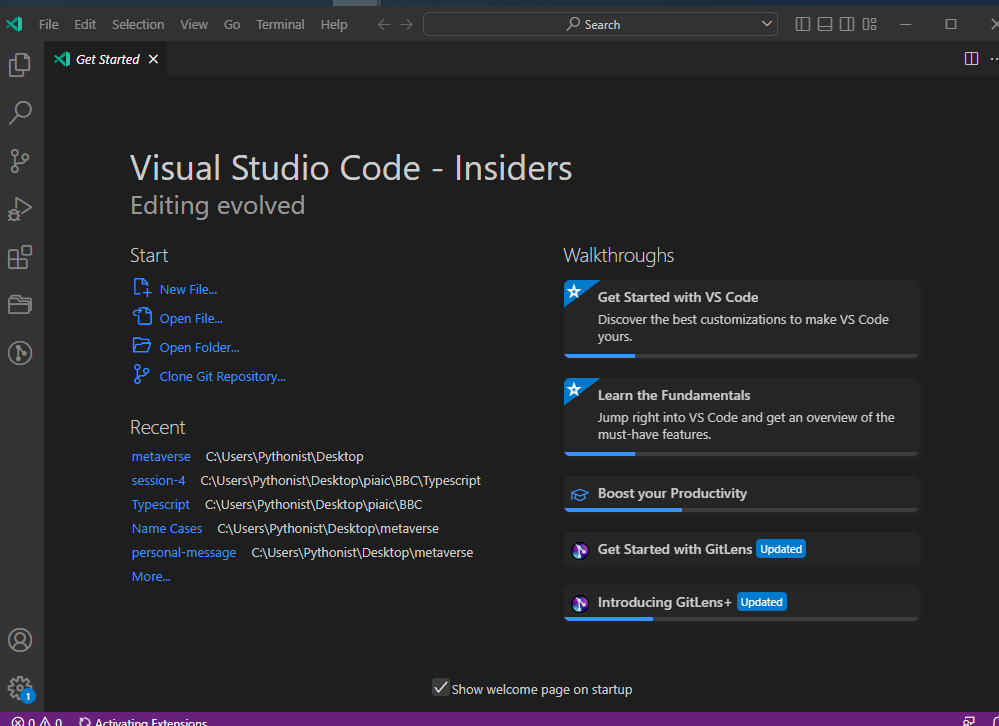 File Edit Selection View Go Terminal Help Search
Get Started
Visual Studio Code - Insiders
Editing evolved
Start
New File...
Open File...
Open Folder...
Clone Git Repository...
Recent
metaverse C:\Users\Pythonist\Desktop
session-4 C:\Users\Pythonist\Desktop\piaic\BBC\Typescript
Typescript C:\Users\Pythonist\Desktop\piaic\BBC
Name Cases C:\Users\Pythonist\Desktop\metaverse
personal-message C:\Users\Pythonist\Desktop\metaverse
More...
Walkthroughs
Get Started with VS Code
Discover the best customizations to make VS Code
yours.
Learn the Fundamentals
Jump right into VS Code and get an overview of the
must-have features.
Boost your Productivity
Get Started with GitLens Updated
Introducing GitLens+ Updated
Show welcome page on startup
1
0 0 Activating Extensions